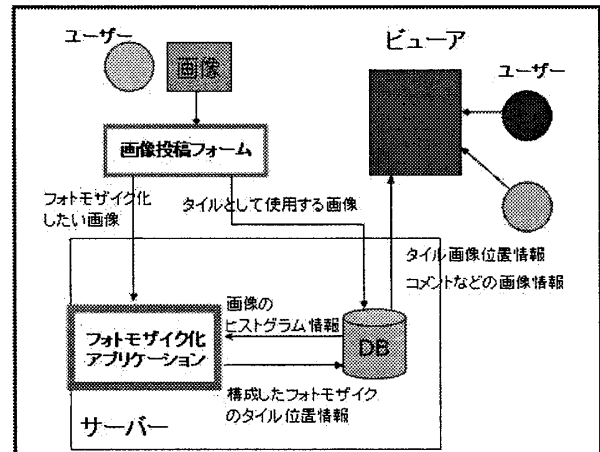 ユーザー
画像
ビューア
ユーザー
画像投稿フォーム
フォトモザイク化
したい画像
タイルとして使用する画像
タイル画像位置情報
コメントなどの画像情報
画像の
ヒストグラム情報
フォトモザイク化
アプリケーション
DB
構成したフォトモザイク
のタイル位置情報
サーバー